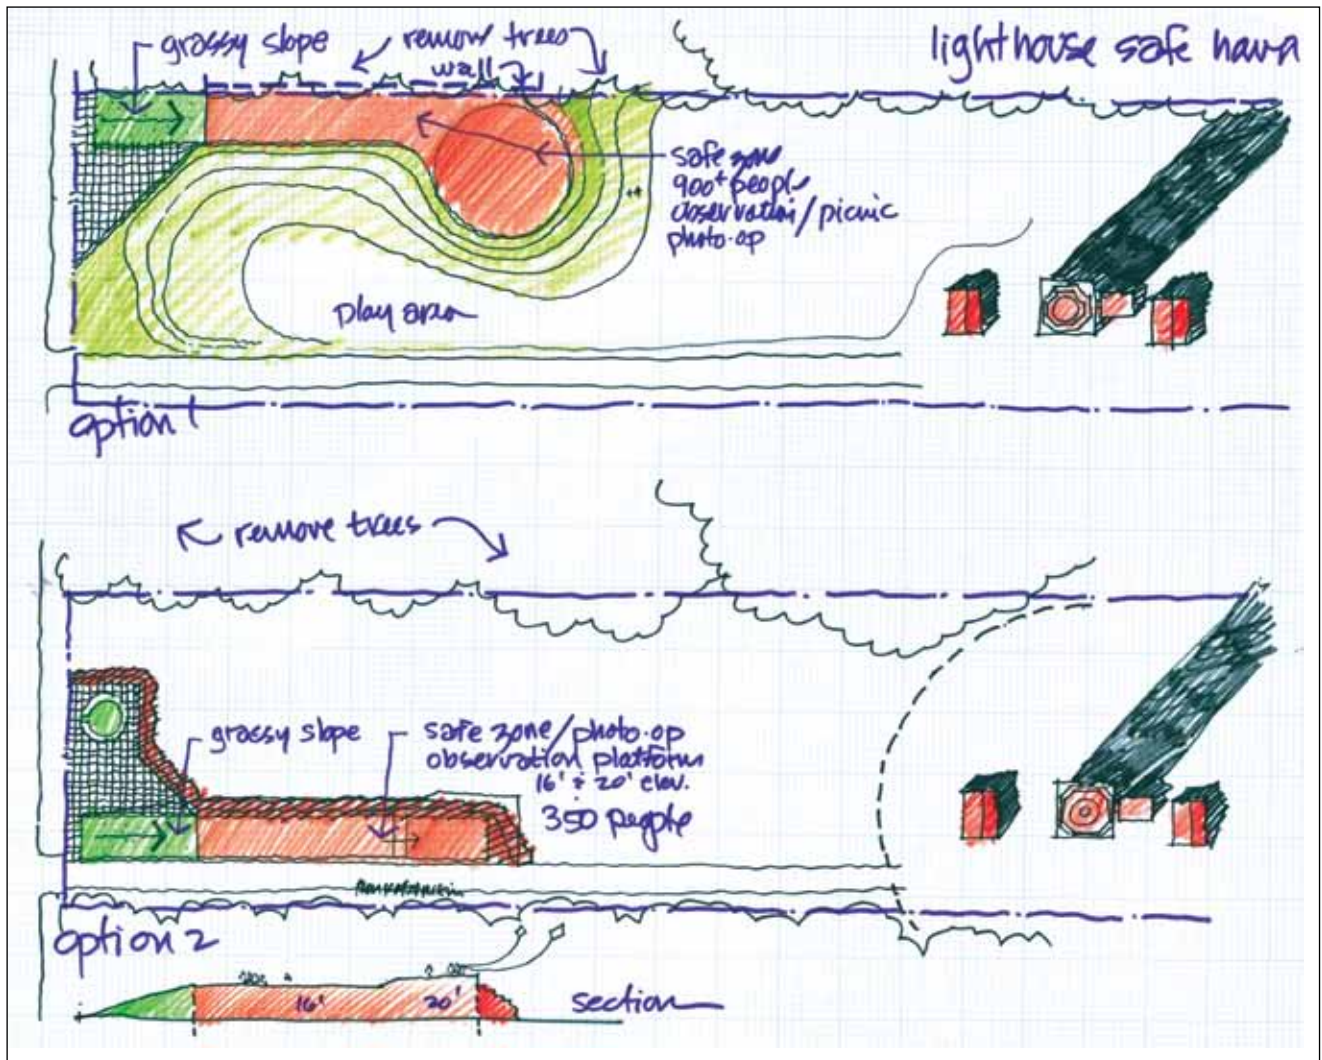 lighthouse safe haven
grassy slope
remove trees
wall
safe zone
900+ people
observation/picnic
photo-op
play area
option 1
remove trees
grassy slope
safe zone/photo-op
observation platform
16' & 20' elev.
350 people
option 2
16'
20'
section